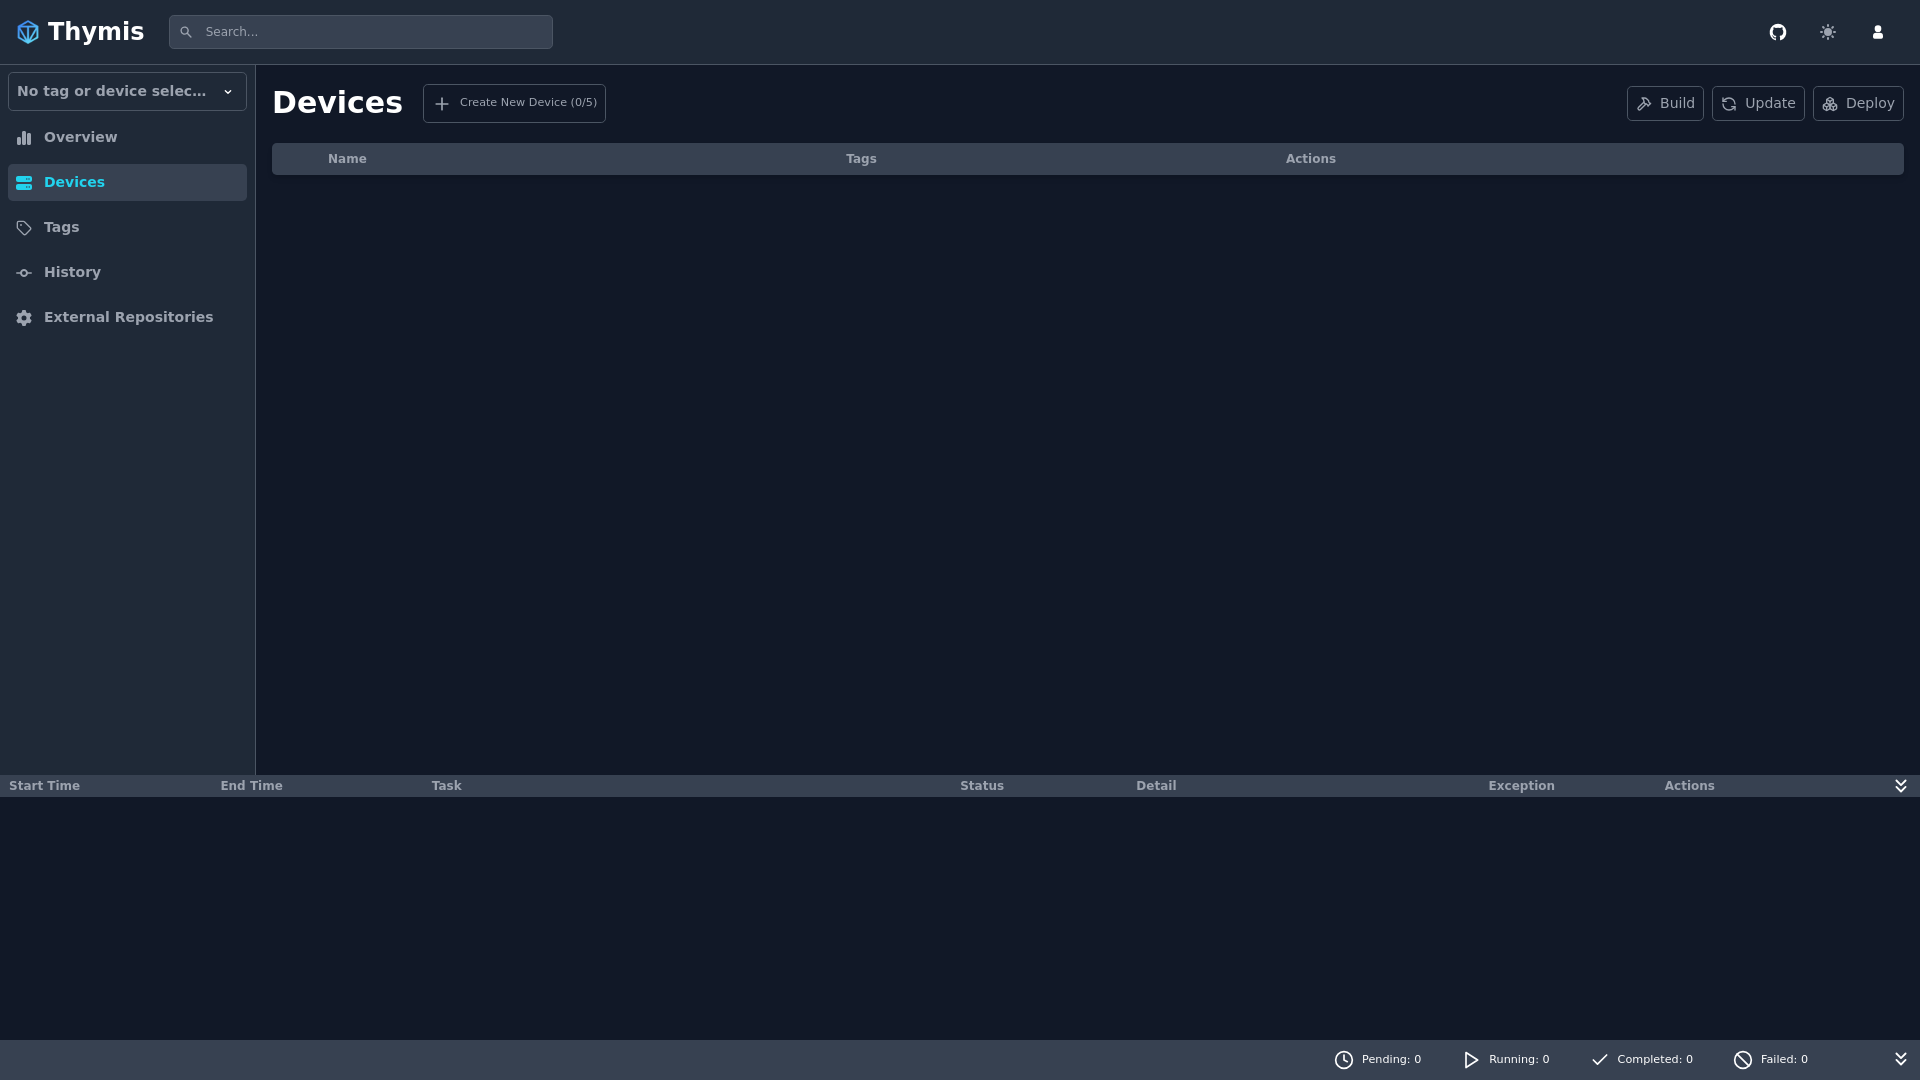 Thymis
Search...
No tag or device selec...
Overview
Devices
Tags
History
External Repositories
Devices
Create New Device (0/5)
Build
Update
Deploy
Name Tags Actions
Start Time End Time Task Status Detail Exception Actions
Pending: 0 Running: 0 Completed: 0 Failed: 0